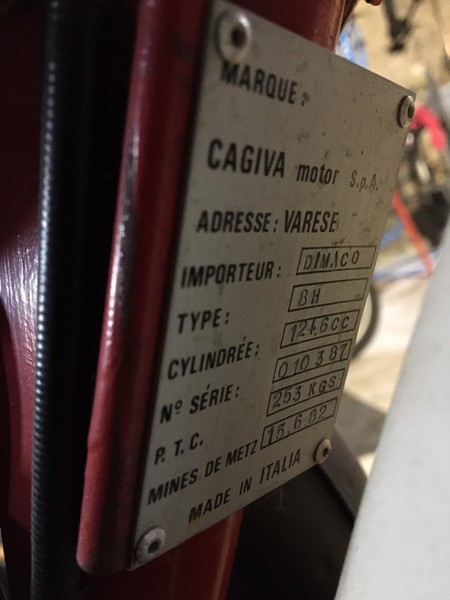 MARQUE:
CAGIVA motor S.p.A.
ADRESSE: VARESE
IMPORTEUR: DIMACO
TYPE: 8H
CYLINDRÉE: 124,6CC
Nº SÉRIE: 010387
P.T.C. 253 KGS
MINES DE METZ 15.6.82
MADE IN ITALIA